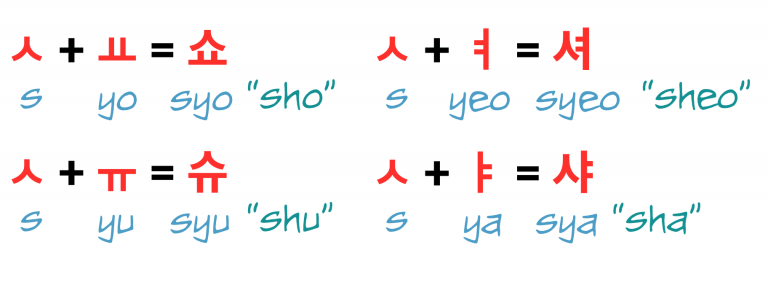 ㅅ + ㅛ = 쇼
s yo syo "sho"
ㅅ + ㅕ = 셔
s yeo syeo "sheo"
ㅅ + ㅠ = 슈
s yu syu "shu"
ㅅ + ㅑ = 샤
s ya sya "sha"